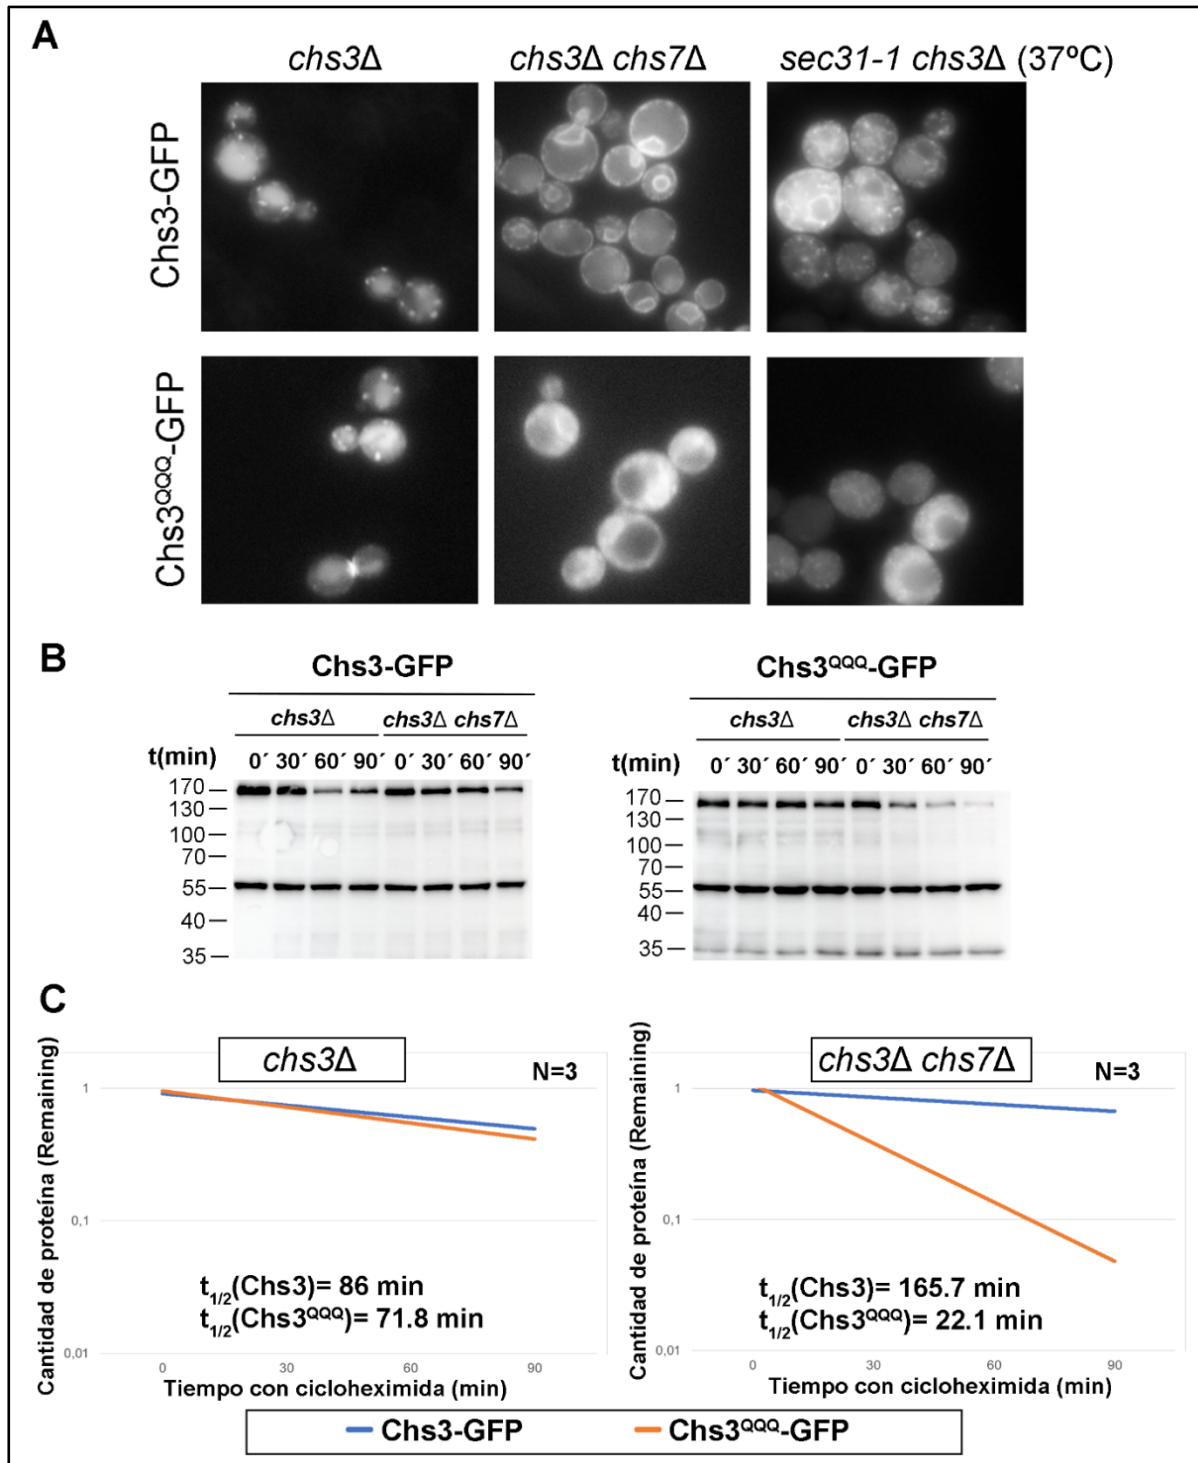 A
chs3Δ chs3Δ chs7Δ sec31-1 chs3Δ (37ºC)
Chs3-GFP
Chs3QQQ-GFP
B
Chs3-GFP Chs3QQQ-GFP
chs3Δ chs3Δ chs7Δ chs3Δ chs3Δ chs7Δ
t(min) 0´ 30´ 60´ 90´ 0´ 30´ 60´ 90´ t(min) 0´ 30´ 60´ 90´ 0´ 30´ 60´ 90´
170 170
130 130
100 100
70 70
55 55
40 40
35 35
C
chs3Δ N=3
Cantidad de proteína (Remaining)
1
0,1
0,01
t1/2(Chs3)= 86 min
t1/2(Chs3QQQ)= 71.8 min
0 30 60 90
Tiempo con cicloheximida (min)
chs3Δ chs7Δ N=3
Cantidad de proteína (Remaining)
1
0,1
0,01
t1/2(Chs3)= 165.7 min
t1/2(Chs3QQQ)= 22.1 min
0 30 60 90
Tiempo con cicloheximida (min)
Chs3-GFP Chs3QQQ-GFP